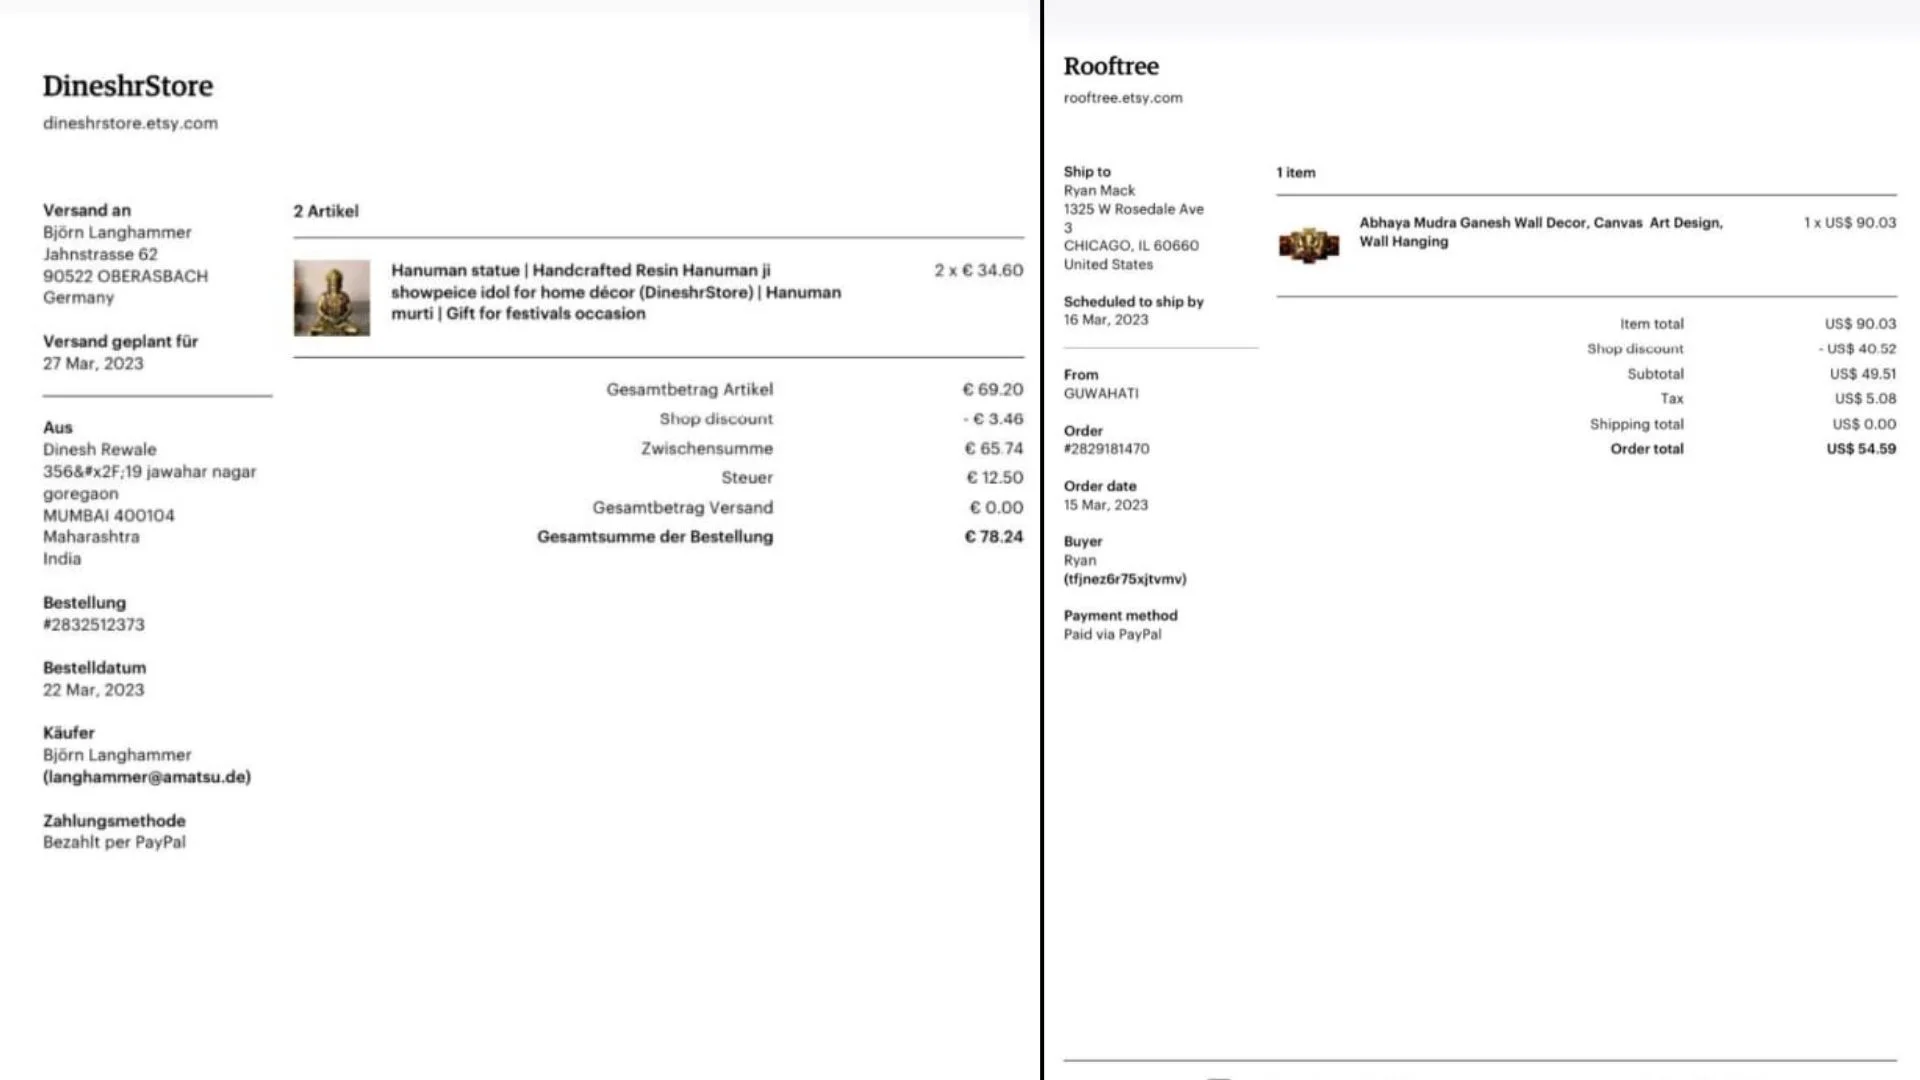 DineshrStore
dineshrstore.etsy.com
Versand an
Björn Langhammer
Jahnstrasse 62
90522 OBERASBACH
Germany
Versand geplant für
27 Mar, 2023
Aus
Dinesh Rewale
356&#x2F;19 jawahar nagar
goregaon
MUMBAI 400104
Maharashtra
India
Bestellung
#2832512373
Bestelldatum
22 Mar, 2023
Käufer
Björn Langhammer
(langhammer@amatsu.de)
Zahlungsmethode
Bezahlt per PayPal
2 Artikel
Hanuman statue | Handcrafted Resin Hanuman ji 2 x € 34.60
showpeice idol for home décor (DineshrStore) | Hanuman
murti | Gift for festivals occasion
Gesamtbetrag Artikel € 69.20
Shop discount - € 3.46
Zwischensumme € 65.74
Steuer € 12.50
Gesamtbetrag Versand € 0.00
Gesamtsumme der Bestellung € 78.24
Rooftree
rooftree.etsy.com
Ship to
Ryan Mack
1325 W Rosedale Ave
3
CHICAGO, IL 60660
United States
Scheduled to ship by
16 Mar, 2023
From
GUWAHATI
Order
#2829181470
Order date
15 Mar, 2023
Buyer
Ryan
(tfjnez6r75xjtvmv)
Payment method
Paid via PayPal
1 item
Abhaya Mudra Ganesh Wall Decor, Canvas Art Design, 1 x US$ 90.03
Wall Hanging
Item total US$ 90.03
Shop discount - US$ 40.52
Subtotal US$ 49.51
Tax US$ 5.08
Shipping total US$ 0.00
Order total US$ 54.59